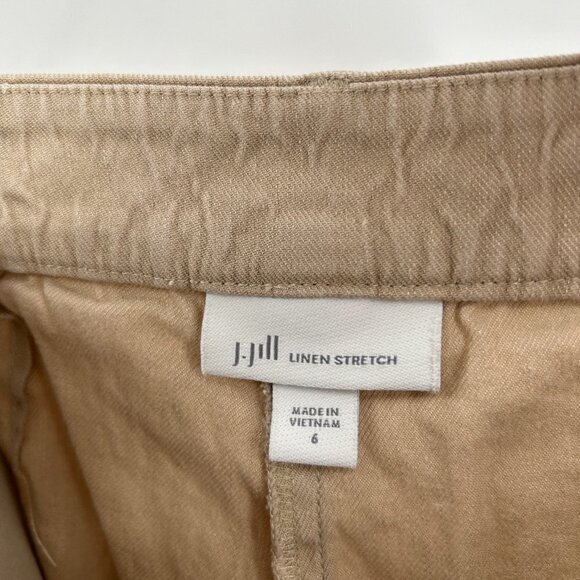 J.Jill LINEN STRETCH
MADE IN
VIETNAM
6